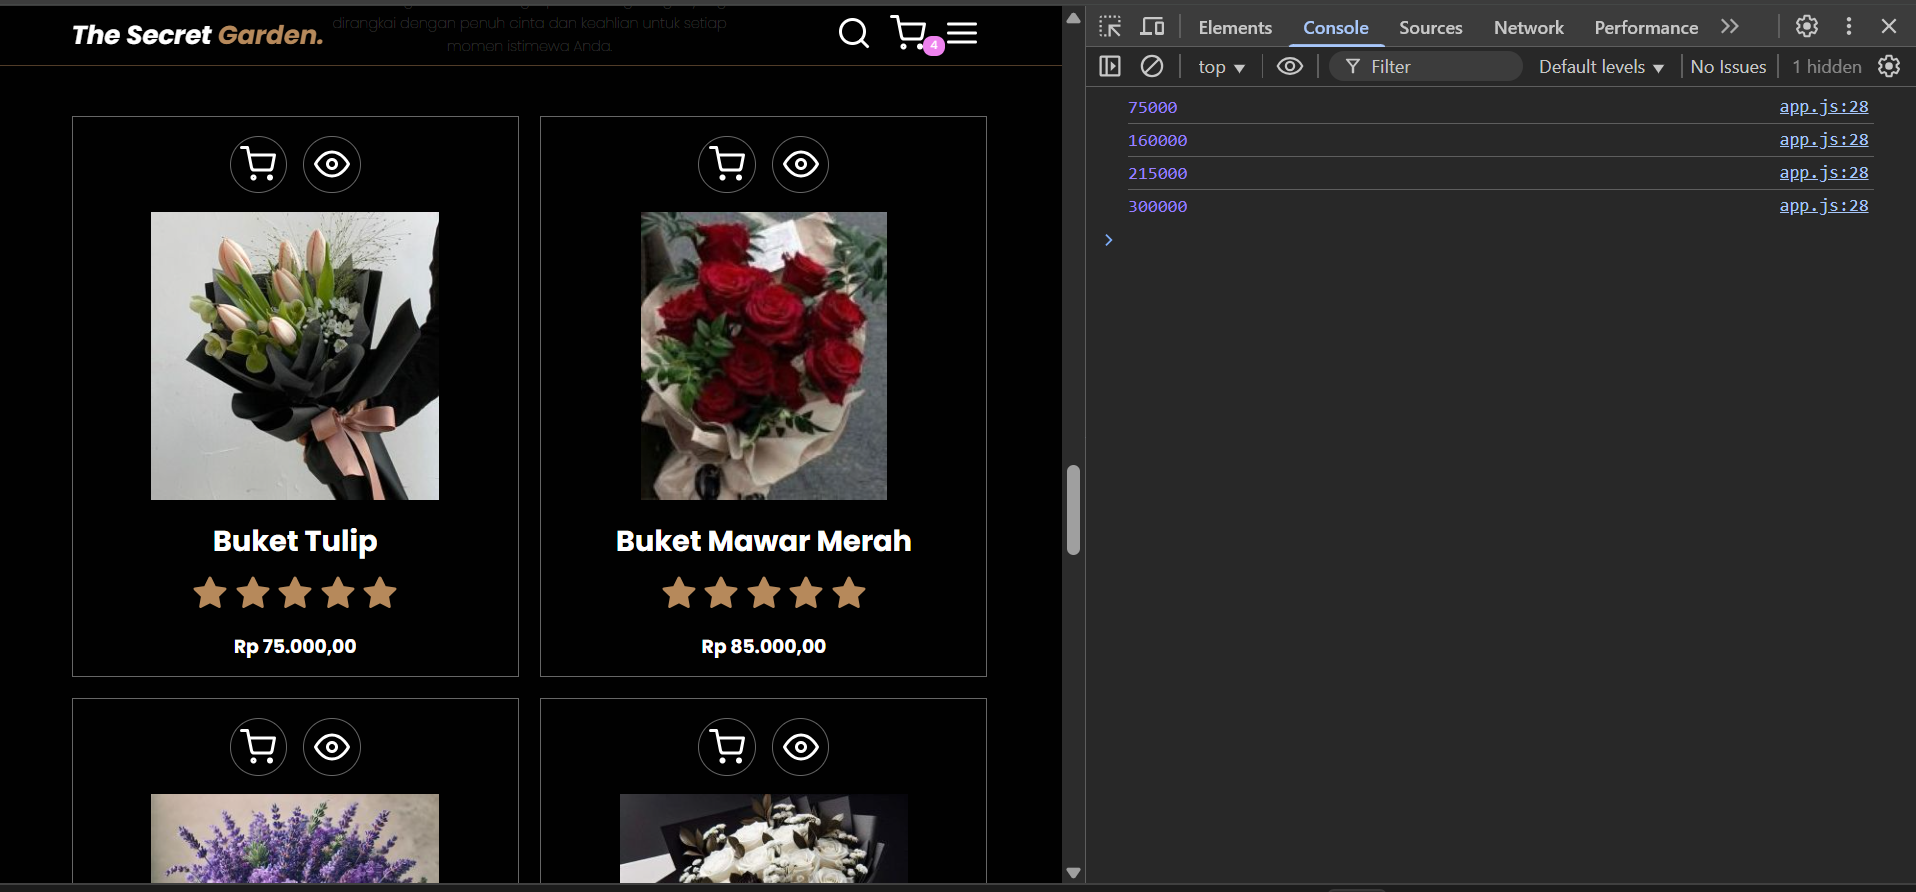 The Secret Garden.
dirangkai dengan penuh cinta dan keahlian untuk setiap
momen istimewa Anda.
4
Buket Tulip
Rp 75.000,00
Buket Mawar Merah
Rp 85.000,00
Elements
Console
Sources
Network
Performance
top
Filter
Default levels
No Issues
1 hidden
75000 app.js:28
160000 app.js:28
215000 app.js:28
300000 app.js:28